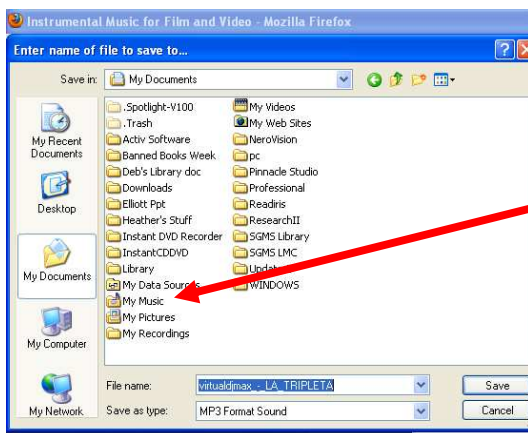 Instrumental Music for Film and Video - Mozilla Firefox
Enter name of file to save to...
Save in:
My Documents
My Recent
Documents
Desktop
My Documents
My Computer
My Network
.Spotlight-V100
.Trash
Activ Software
Banned Books Week
Deb's Library doc
Downloads
Elliott Ppt
Heather's Stuff
Instant DVD Recorder
InstantCDDVD
Library
My Data Sources
My Music
My Pictures
My Recordings
My Videos
My Web Sites
NeroVision
pc
Pinnacle Studio
Professional
Readiris
ResearchII
SGMS Library
SGMS LMC
WINDOWS
File name:
virtualdjmax_-_LA_TRIPLETA
Save
Save as type:
MP3 Format Sound
Cancel